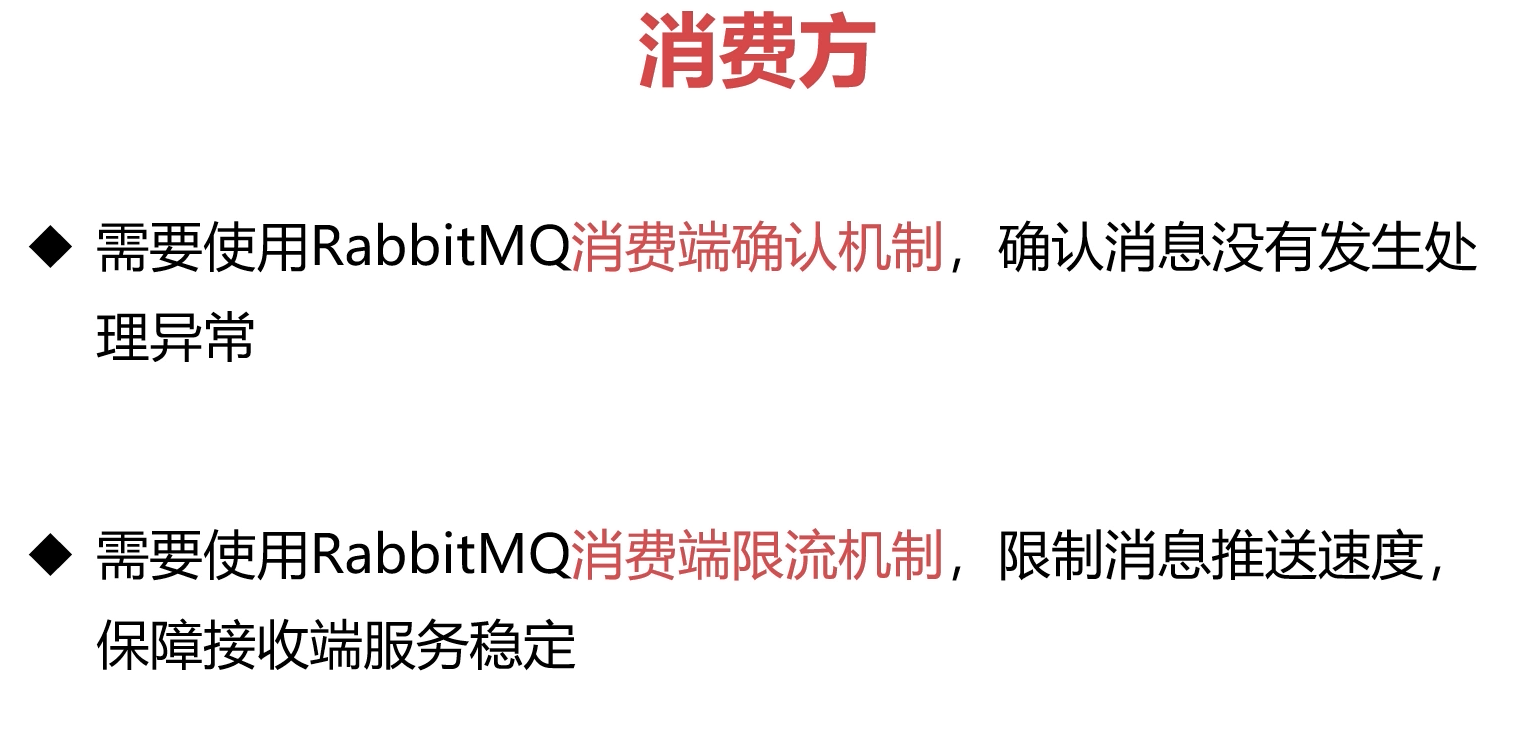 消费方
◆ 需要使用RabbitMQ消费端确认机制，确认消息没有发生处
理异常
◆ 需要使用RabbitMQ消费端限流机制，限制消息推送速度，
保障接收端服务稳定